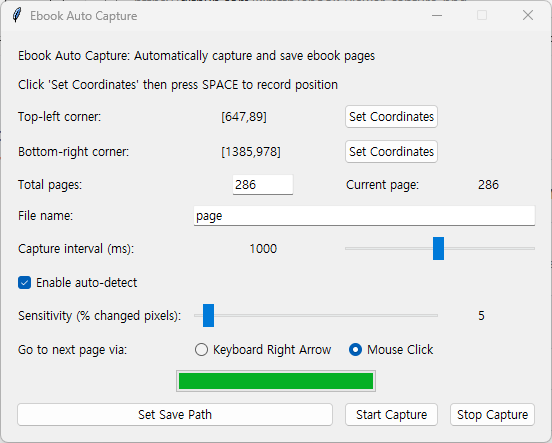 Ebook Auto Capture
Ebook Auto Capture: Automatically capture and save ebook pages
Click 'Set Coordinates' then press SPACE to record position
Top-left corner: [647,89] Set Coordinates
Bottom-right corner: [1385,978] Set Coordinates
Total pages: 286 Current page: 286
File name: page
Capture interval (ms): 1000
Enable auto-detect
Sensitivity (% changed pixels): 5
Go to next page via: Keyboard Right Arrow Mouse Click
Set Save Path Start Capture Stop Capture